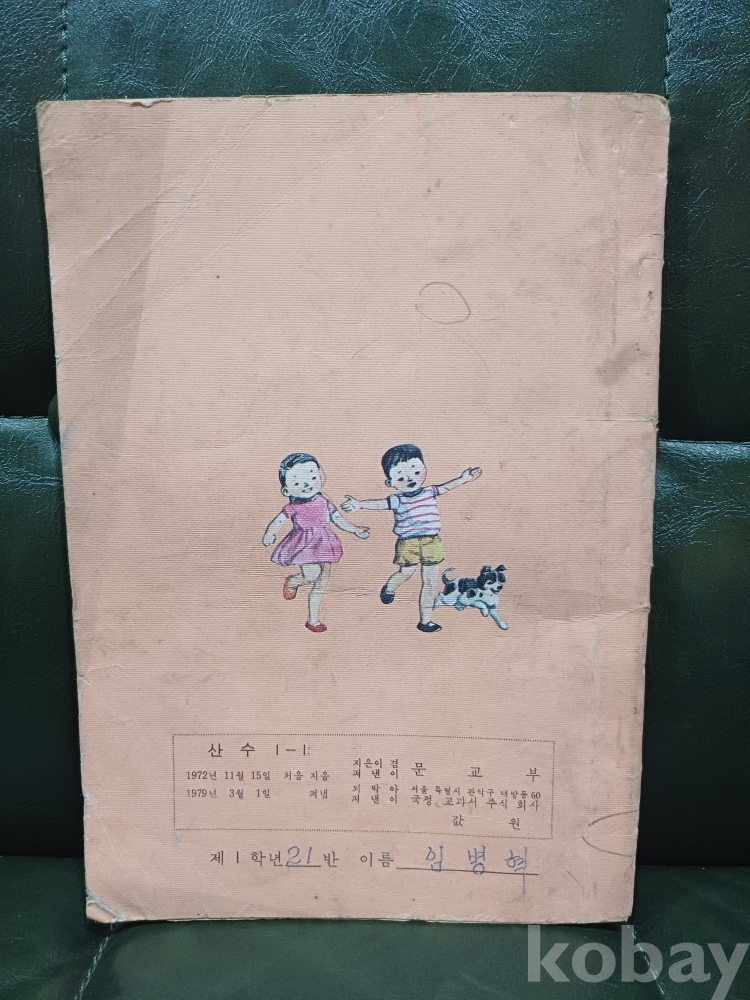 산 수 1-1
1972년 11월 15일 처음 지음
1979년 3월 1일 펴냄
지은이 겸
펴 낸 이 문 교 부
되 박 아 서울 특별시 관악구 대방동 60
펴 낸 이 국정 교과서 주식 회사
값 원
제 1 학년 21 반 이름 임 병 혁
kobay